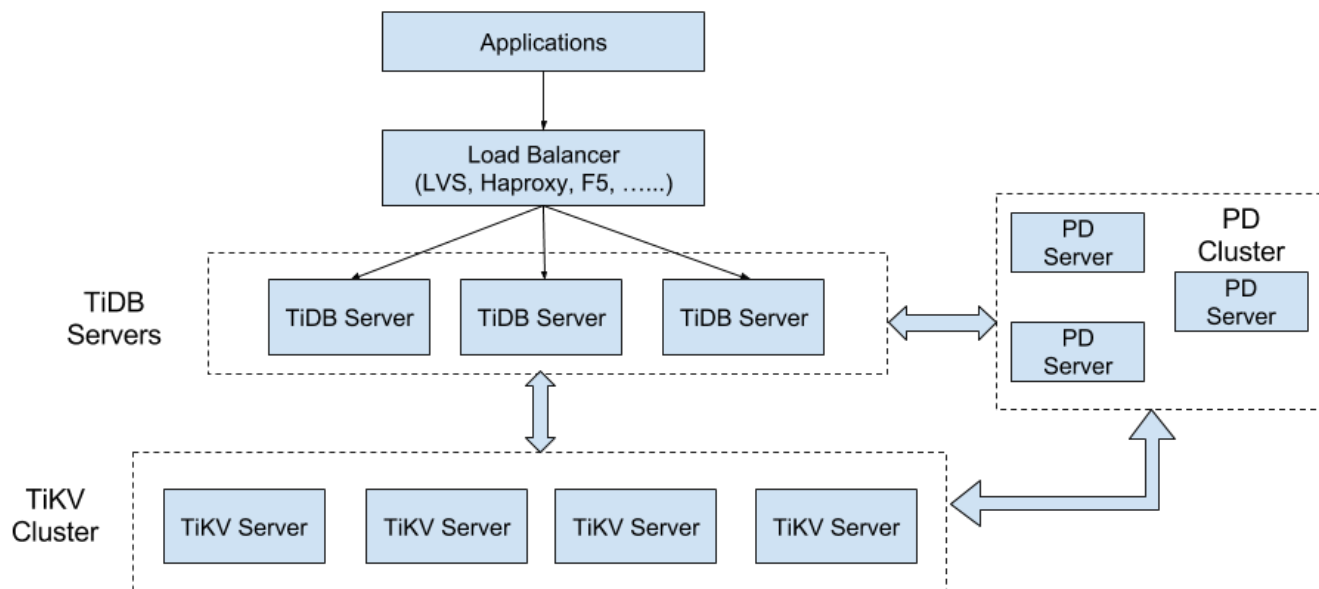 Applications
Load Balancer
(LVS, Haproxy, F5, …...)
PD
Server
PD
Cluster
PD
Server
PD
Server
TiDB
Servers
TiDB Server
TiDB Server
TiDB Server
TiKV
Cluster
TiKV Server
TiKV Server
TiKV Server
TiKV Server